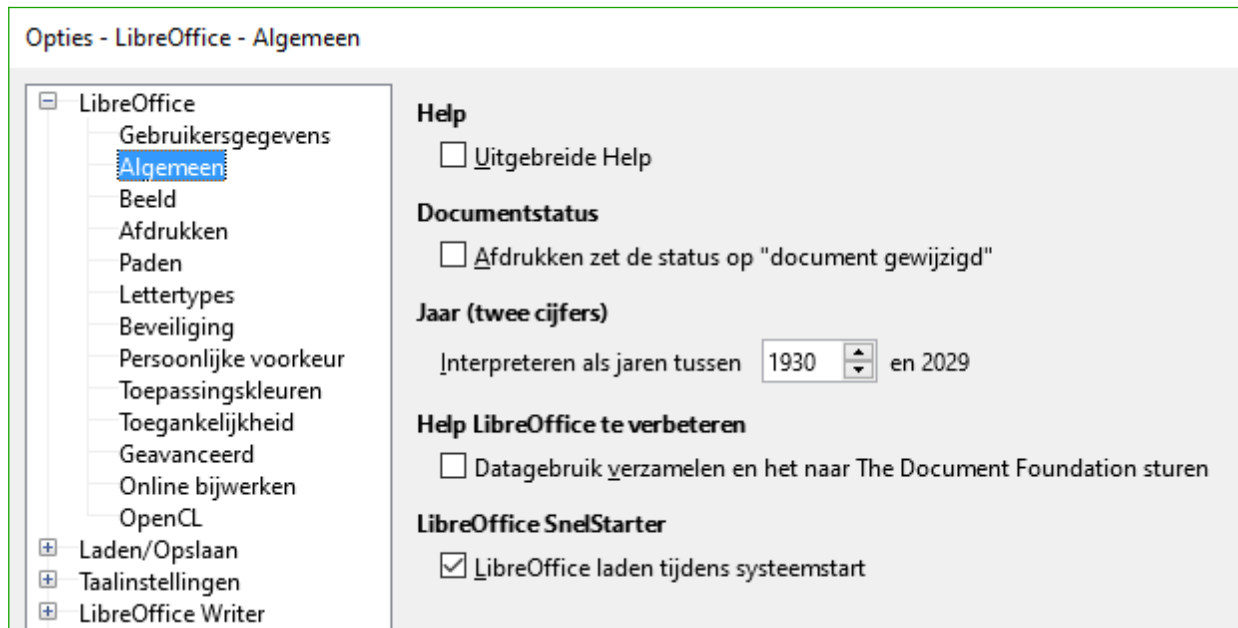 Opties - LibreOffice - Algemeen
LibreOffice
Gebruikersgegevens
Algemeen
Beeld
Afdrukken
Paden
Lettertypes
Beveiliging
Persoonlijke voorkeur
Toepassingskleuren
Toegankelijkheid
Geavanceerd
Online bijwerken
OpenCL
Laden/Opslaan
Taalinstellingen
LibreOffice Writer
Help
Uitgebreide Help
Documentstatus
Afdrukken zet de status op "document gewijzigd"
Jaar (twee cijfers)
Interpreteren als jaren tussen 1930 en 2029
Help LibreOffice te verbeteren
Datagebruik verzamelen en het naar The Document Foundation sturen
LibreOffice SnelStarter
LibreOffice laden tijdens systeemstart